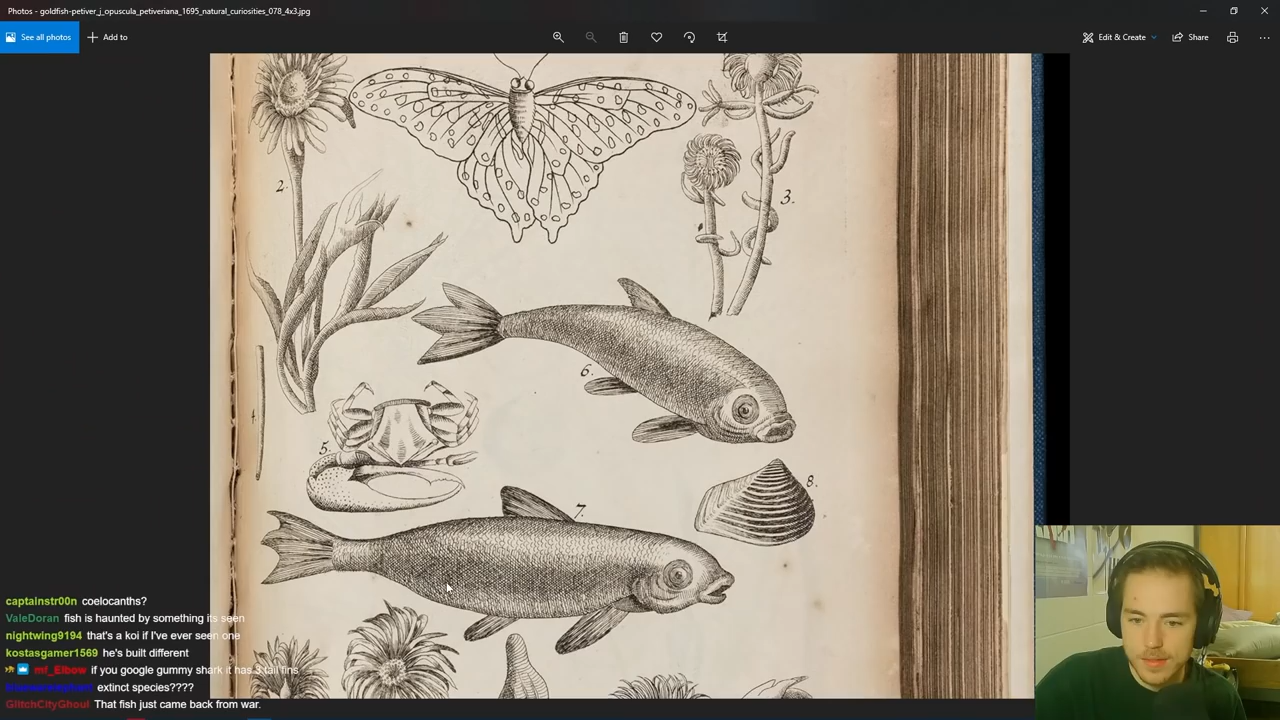 Photos - goldfish-petiver_j_opuscula_petiveriana_1695_natural_curiosities_078_4x3.jpg
See all photos
Add to
Edit & Create
Share
2.
3.
4
6.
5.
8.
7.
captainstr00n coelocanths?
ValeDoran fish is haunted by something its seen
nightwing9194 that's a koi if I've ever seen one
kostasgamer1569 he's built different
mf_Elbow if you google gummy shark it has 3 tail fins
extinct species????
GlitchCityGhoul That fish just came back from war.